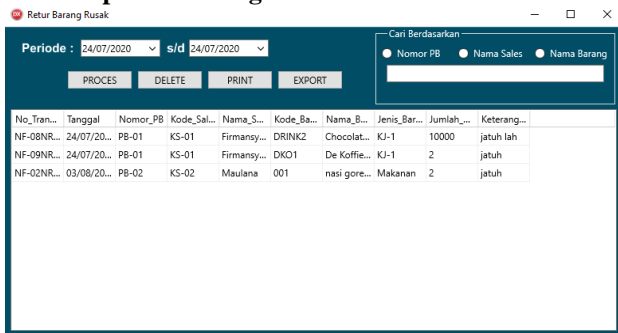 Retur Barang Rusak
Periode : 24/07/2020 s/d 24/07/2020
PROCES DELETE PRINT EXPORT
Cari Berdasarkan
Nomor PB Nama Sales Nama Barang
No_Tran... Tanggal Nomor_PB Kode_Sal... Nama_S... Kode_Ba... Nama_B... Jenis_Bar... Jumlah_... Keterang...
NF-08NR... 24/07/20... PB-01 KS-01 Firmansy... DRINK2 Chocolat... KJ-1 10000 jatuh lah
NF-09NR... 24/07/20... PB-01 KS-01 Firmansy... DKO1 De Koffie... KJ-1 2 jatuh
NF-02NR... 03/08/20... PB-02 KS-02 Maulana 001 nasi gore... Makanan 2 jatuh